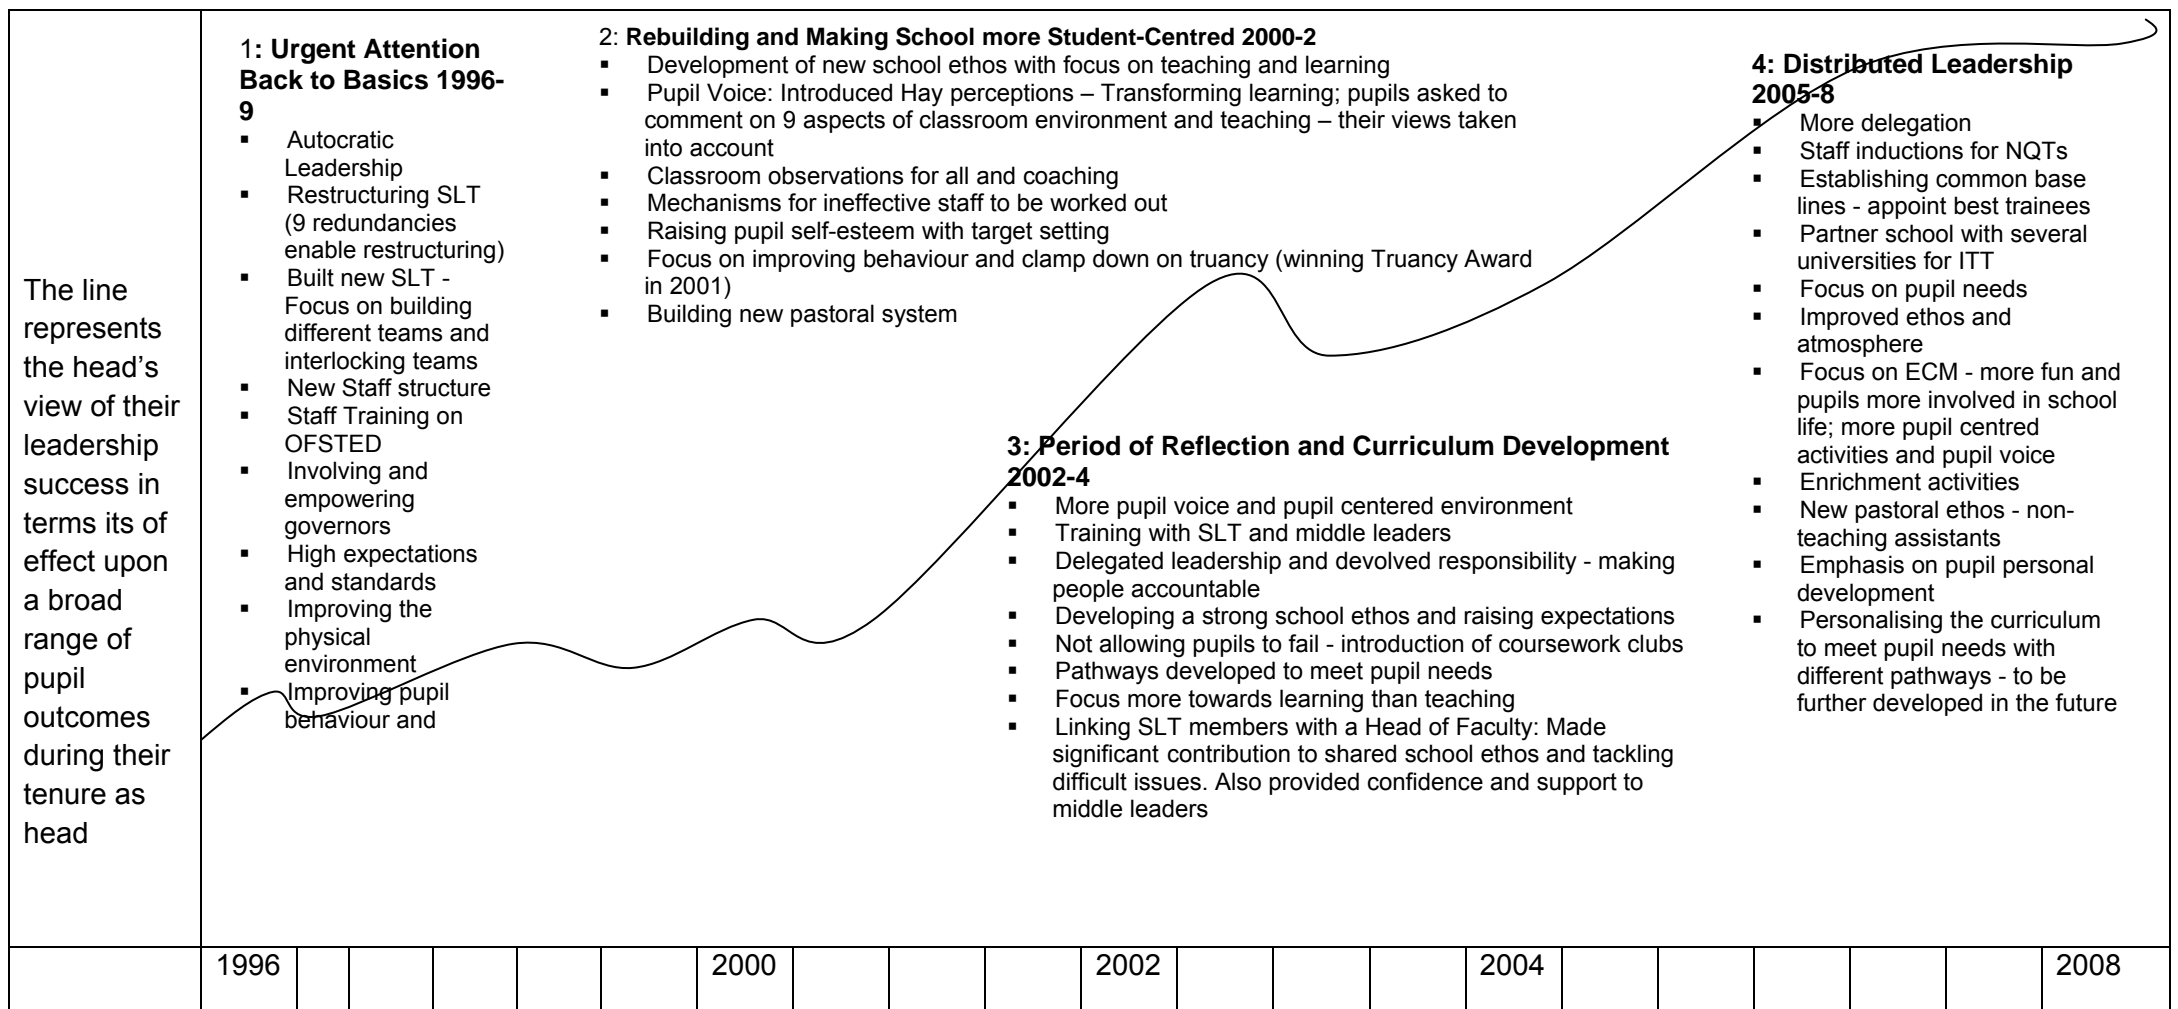 The line
represents
the head's
view of their
leadership
success in
terms its of
effect upon
a broad
range of
pupil
outcomes
during their
tenure as
head
1: Urgent Attention
Back to Basics 1996-
9
▪ Autocratic
Leadership
▪ Restructuring SLT
(9 redundancies
enable restructuring)
▪ Built new SLT -
Focus on building
different teams and
interlocking teams
▪ New Staff structure
▪ Staff Training on
OFSTED
▪ Involving and
empowering
governors
▪ High expectations
and standards
▪ Improving the
physical
environment
▪ Improving pupil
behaviour and
2: Rebuilding and Making School more Student-Centred 2000-2
▪ Development of new school ethos with focus on teaching and learning
▪ Pupil Voice: Introduced Hay perceptions – Transforming learning; pupils asked to
comment on 9 aspects of classroom environment and teaching – their views taken
into account
▪ Classroom observations for all and coaching
▪ Mechanisms for ineffective staff to be worked out
▪ Raising pupil self-esteem with target setting
▪ Focus on improving behaviour and clamp down on truancy (winning Truancy Award
in 2001)
▪ Building new pastoral system
3: Period of Reflection and Curriculum Development
2002-4
▪ More pupil voice and pupil centered environment
▪ Training with SLT and middle leaders
▪ Delegated leadership and devolved responsibility - making
people accountable
▪ Developing a strong school ethos and raising expectations
▪ Not allowing pupils to fail - introduction of coursework clubs
▪ Pathways developed to meet pupil needs
▪ Focus more towards learning than teaching
▪ Linking SLT members with a Head of Faculty: Made
significant contribution to shared school ethos and tackling
difficult issues. Also provided confidence and support to
middle leaders
4: Distributed Leadership
2005-8
▪ More delegation
▪ Staff inductions for NQTs
▪ Establishing common base
lines - appoint best trainees
▪ Partner school with several
universities for ITT
▪ Focus on pupil needs
▪ Improved ethos and
atmosphere
▪ Focus on ECM - more fun and
pupils more involved in school
life; more pupil centred
activities and pupil voice
▪ Enrichment activities
▪ New pastoral ethos - non-
teaching assistants
▪ Emphasis on pupil personal
development
▪ Personalising the curriculum
to meet pupil needs with
different pathways - to be
further developed in the future
1996 2000 2002 2004 2008